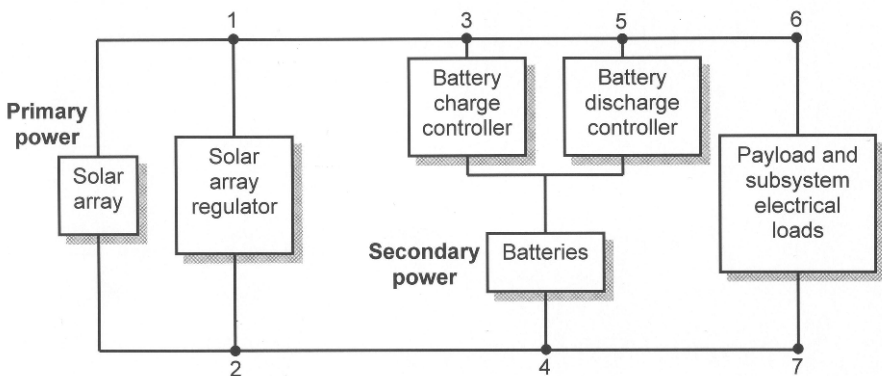 1
3
5
6
Primary
power
Solar
array
Solar
array
regulator
Battery
charge
controller
Battery
discharge
controller
Payload and
subsystem
electrical
loads
Secondary
power
Batteries
2
4
7